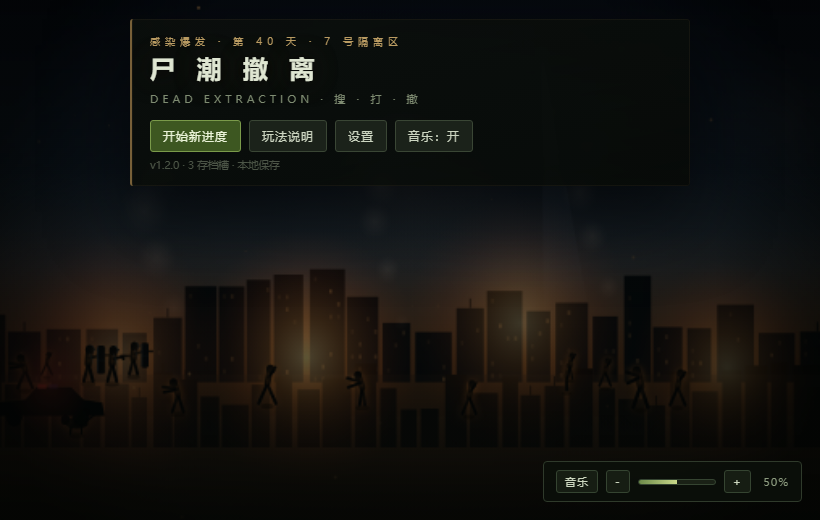 感染爆发 · 第 40 天 · 7 号隔离区
尸潮撤离
DEAD EXTRACTION · 搜 · 打 · 撤
开始新进度 玩法说明 设置 音乐: 开
v1.2.0 · 3 存档槽 · 本地保存
音乐 - + 50%